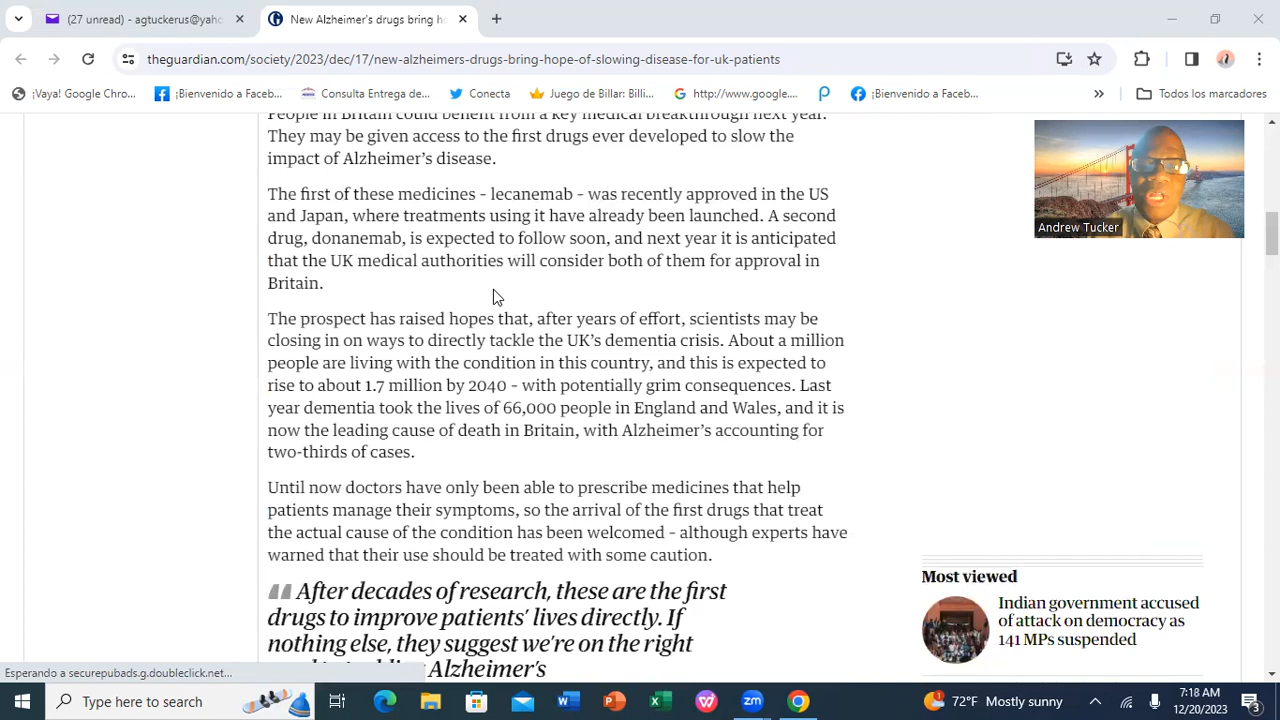 (27 unread) - agtuckerus@yaho
New Alzheimer's drugs bring ho
theguardian.com/society/2023/dec/17/new-alzheimers-drugs-bring-hope-of-slowing-disease-for-uk-patients
¡Vaya! Google Chro...
¡Bienvenido a Faceb...
Consulta Entrega de...
Conecta
Juego de Billar: Billi...
http://www.google....
¡Bienvenido a Faceb...
Todos los marcadores
People in Britain could benefit from a key medical breakthrough next year.
They may be given access to the first drugs ever developed to slow the
impact of Alzheimer's disease.
The first of these medicines – lecanemab – was recently approved in the US
and Japan, where treatments using it have already been launched. A second
drug, donanemab, is expected to follow soon, and next year it is anticipated
that the UK medical authorities will consider both of them for approval in
Britain.
The prospect has raised hopes that, after years of effort, scientists may be
closing in on ways to directly tackle the UK's dementia crisis. About a million
people are living with the condition in this country, and this is expected to
rise to about 1.7 million by 2040 – with potentially grim consequences. Last
year dementia took the lives of 66,000 people in England and Wales, and it is
now the leading cause of death in Britain, with Alzheimer's accounting for
two-thirds of cases.
Until now doctors have only been able to prescribe medicines that help
patients manage their symptoms, so the arrival of the first drugs that treat
the actual cause of the condition has been welcomed – although experts have
warned that their use should be treated with some caution.
After decades of research, these are the first
drugs to improve patients' lives directly. If
nothing else, they suggest we're on the right
Alzheimer's
Andrew Tucker
Most viewed
Indian government accused
of attack on democracy as
141 MPs suspended
Esperando a securepubads.g.doubleclick.net...
Type here to search
72°F Mostly sunny
7:18 AM
12/20/2023